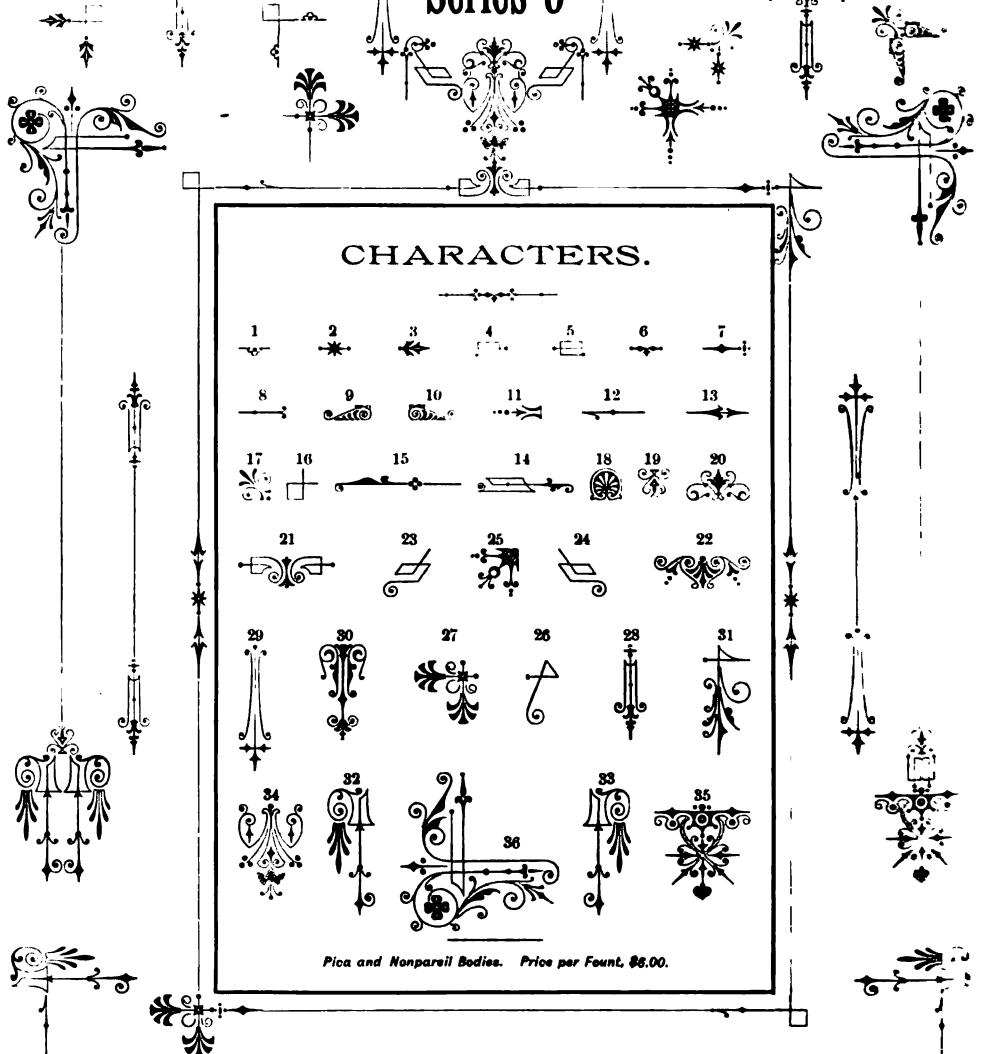 Series 6
CHARACTERS.
1 2 3 4 5 6 7
8 9 10 11 12 13
17 16 15 14 18 19 20
21 23 25 24 22
29 30 27 26 28 31
34 32 36 33 35
Pica and Nonpareil Bodies. Price per Fount, $6.00.